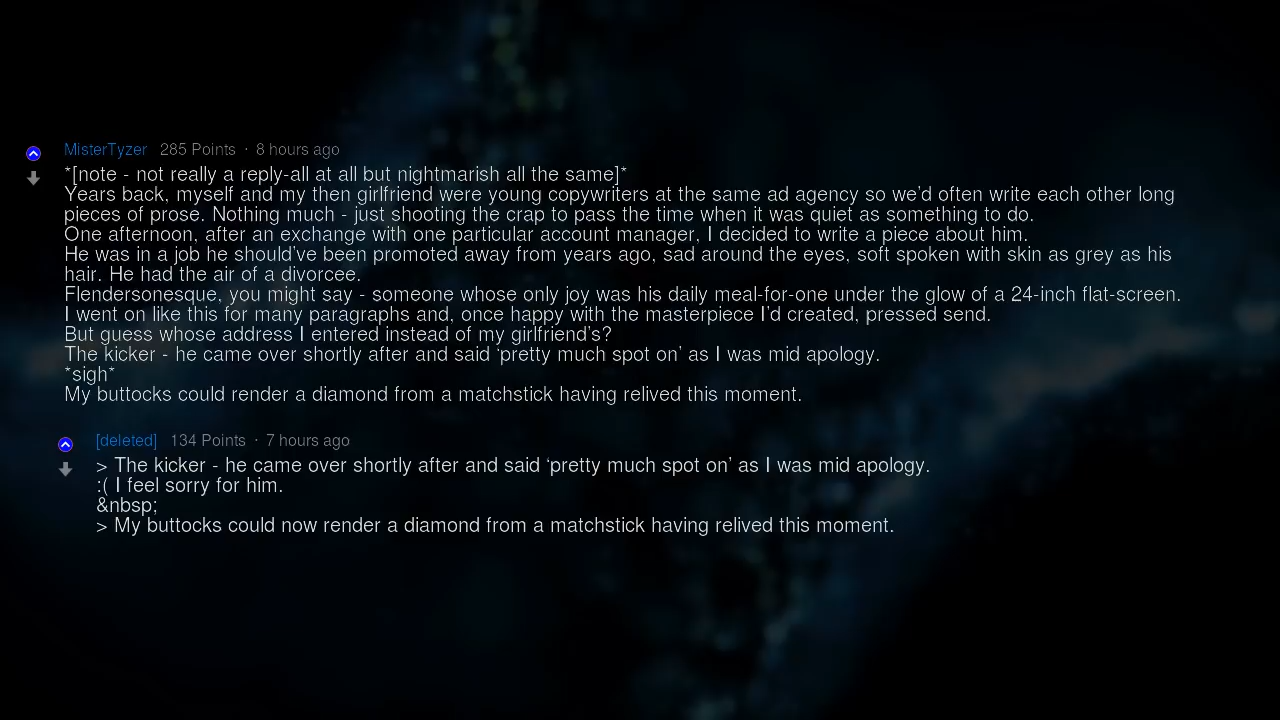 MisterTyzer 285 Points · 8 hours ago
*[note - not really a reply-all at all but nightmarish all the same]*
Years back, myself and my then girlfriend were young copywriters at the same ad agency so we’d often write each other long
pieces of prose. Nothing much - just shooting the crap to pass the time when it was quiet as something to do.
One afternoon, after an exchange with one particular account manager, I decided to write a piece about him.
He was in a job he should’ve been promoted away from years ago, sad around the eyes, soft spoken with skin as grey as his
hair. He had the air of a divorcee.
Flendersonesque, you might say - someone whose only joy was his daily meal-for-one under the glow of a 24-inch flat-screen.
I went on like this for many paragraphs and, once happy with the masterpiece I’d created, pressed send.
But guess whose address I entered instead of my girlfriend’s?
The kicker - he came over shortly after and said ‘pretty much spot on’ as I was mid apology.
*sigh*
My buttocks could render a diamond from a matchstick having relived this moment.
[deleted] 134 Points · 7 hours ago
> The kicker - he came over shortly after and said ‘pretty much spot on’ as I was mid apology.
:( I feel sorry for him.
&nbsp;
> My buttocks could now render a diamond from a matchstick having relived this moment.